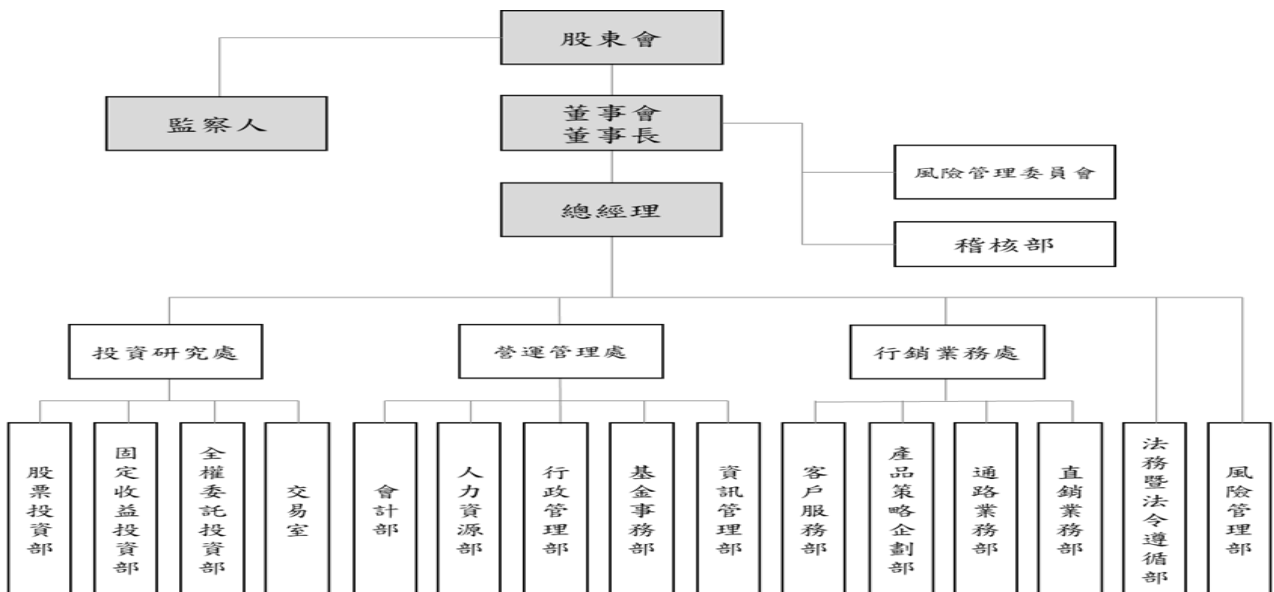 股東會
監察人
董事會
董事長
風險管理委員會
總經理
稽核部
投資研究處
營運管理處
行銷業務處
股票投資部
固定收益投資部
全權委託投資部
交易室
會計部
人力資源部
行政管理部
基金事務部
資訊管理部
客戶服務部
產品策略企劃部
通路業務部
直銷業務部
法務暨法令遵循部
風險管理部